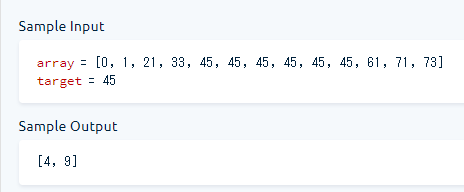 Sample Input
array = [0, 1, 21, 33, 45, 45, 45, 45, 45, 45, 61, 71, 73]
target = 45
Sample Output
[4, 9]